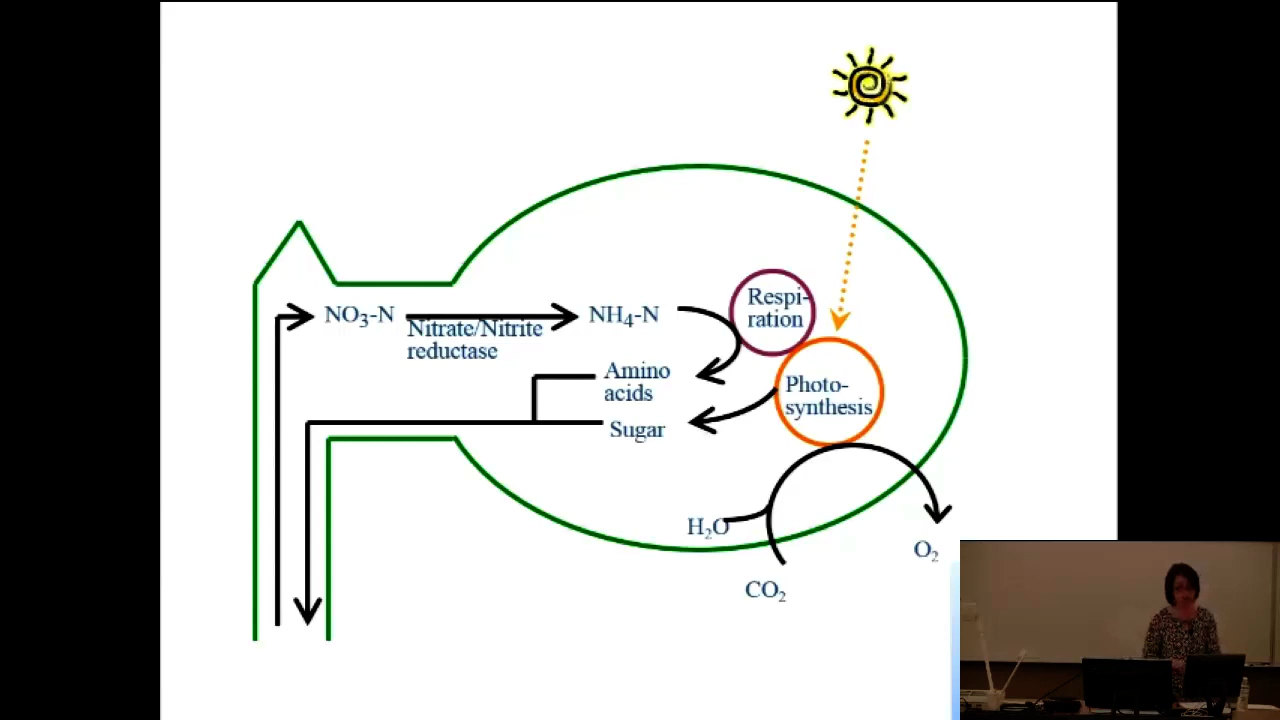 Respi-
ration
NO₃-N
Nitrate/Nitrite
reductase
NH₄-N
Amino
acids
Photo-
synthesis
Sugar
H₂O
O₂
CO₂